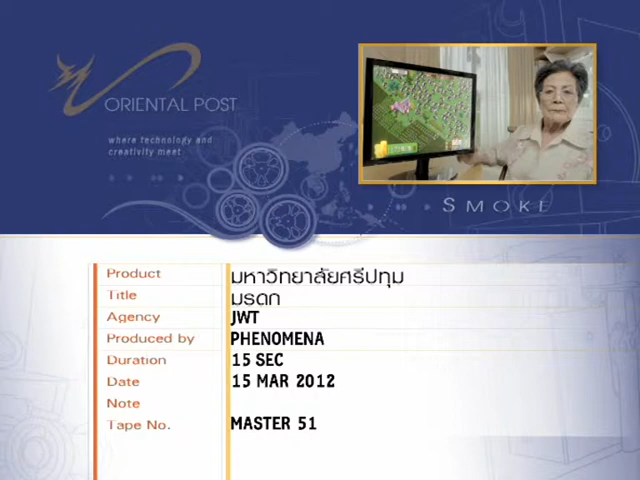 ORIENTAL POST
where technology and
creativity meet
SMOKE
Product มหาวิทยาลัยศรีปทุม
Title มรดก
Agency JWT
Produced by PHENOMENA
Duration 15 SEC
Date 15 MAR 2012
Note
Tape No. MASTER 51